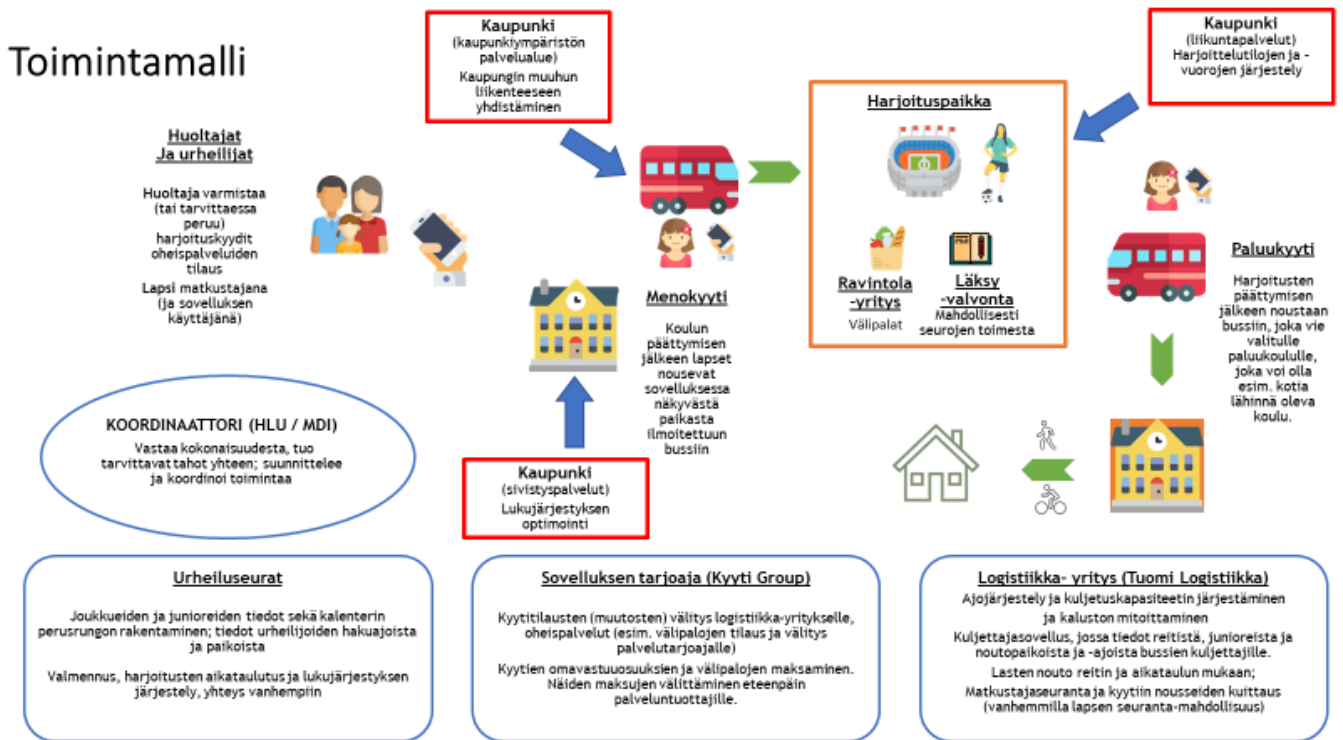 Toimintamalli
Kaupunki
(kaupunkiympäristön
palvelualue)
Kaupungin muuhun
liikenteeseen
yhdistäminen
Kaupunki
(liikuntapalvelut)
Harjoittelutilojen ja –
vuorojen järjestely
Huoltajat
Ja urheilijat
Huoltaja varmistaa
(tai tarvittaessa
peruu)
harjoituskyydit
oheispalveluiden
tilaus
Lapsi matkustajana
(ja sovelluksen
käyttäjänä)
Menokyyti
Koulun
päättymisen
jälkeen lapset
nousevat
sovelluksessa
näkyvästä
paikasta
ilmoitettuun
bussiin
Harjoituspaikka
Ravintola
-yritys
Välipalat
Läksy
-valvonta
Mahdollisesti
seurojen toimesta
Paluukyyti
Harjoitusten
päättymisen
jälkeen noustaan
bussiin, joka vie
valitulle
paluukoululle,
joka voi olla
esim. kotia
lähinnä oleva
koulu.
KOORDINAATTORI (HLU / MDI)
Vastaa kokonaisuudesta, tuo
tarvittavat tahot yhteen; suunnittelee
ja koordinoi toimintaa
Kaupunki
(sivistyspalvelut)
Lukujärjestyksen
optimointi
Urheiluseurat
Joukkueiden ja junioreiden tiedot sekä kalenterin
perusrungon rakentaminen; tiedot urheilijoiden hakuajoista
ja paikoista
Valmennus, harjoitusten aikataulutus ja lukujärjestyksen
järjestely, yhteys vanhempiin
Sovelluksen tarjoaja (Kyyti Group)
Kyytitilausten (muutosten) välitys logistiikka-yritykselle,
oheispalvelut (esim. välipalojen tilaus ja välitys
palvelutarjoajalle)
Kyytien omavastuuosuuksien ja välipalojen maksaminen.
Näiden maksujen välittäminen eteenpäin
palveluntuottajille.
Logistiikka- yritys (Tuomi Logistiikka)
Ajojärjestely ja kuljetuskapasiteetin järjestäminen
ja kaluston mitoittaminen
Kuljettajasovellus, jossa tiedot reitistä, junioreista ja
noutopaikoista ja -ajoista bussien kuljettajille.
Lasten nouto reitin ja aikataulun mukaan;
Matkustajaseuranta ja kyytiin nousseiden kuittaus
(vanhemmilla lapsen seuranta-mahdollisuus)